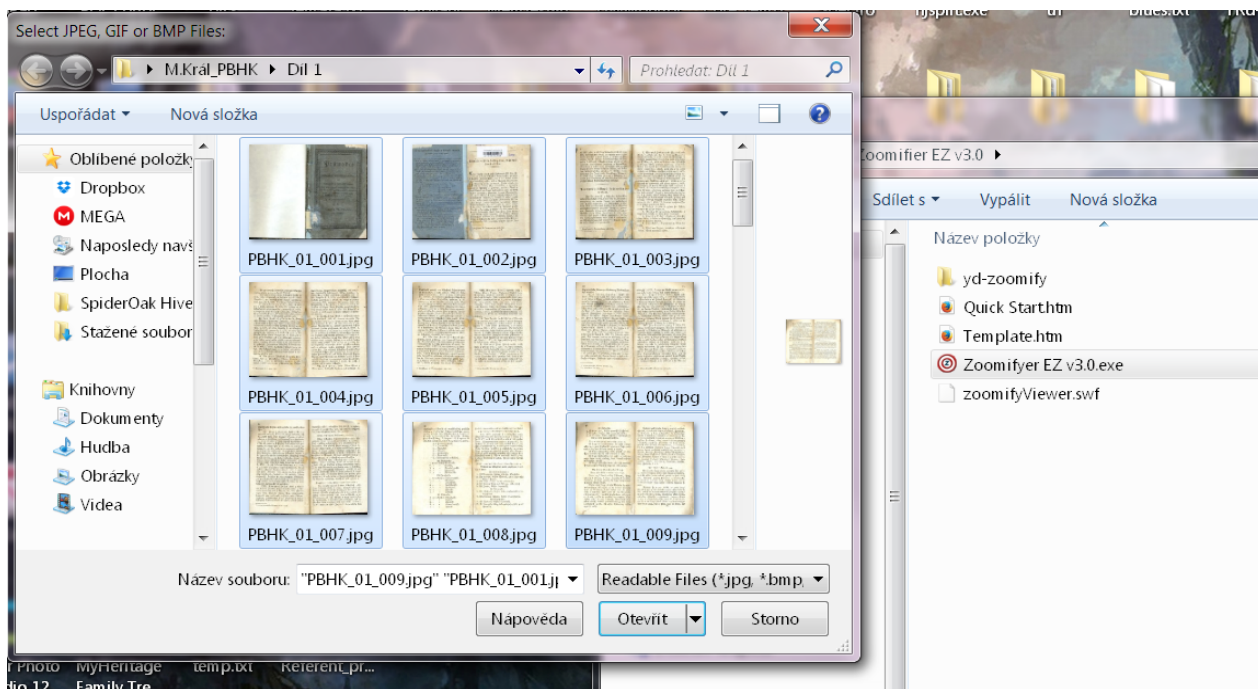 Select JPEG, GIF or BMP Files:
M.Král_PBHK
Díl 1
Prohledat: Díl 1
Uspořádat
Nová složka
Oblíbené položky
Dropbox
MEGA
Naposledy navš
Plocha
SpiderOak Hive
Stažené soubor
Knihovny
Dokumenty
Hudba
Obrázky
Videa
PBHK_01_001.jpg
PBHK_01_002.jpg
PBHK_01_003.jpg
PBHK_01_004.jpg
PBHK_01_005.jpg
PBHK_01_006.jpg
PBHK_01_007.jpg
PBHK_01_008.jpg
PBHK_01_009.jpg
Název souboru:
"PBHK_01_009.jpg" "PBHK_01_001.j
Readable Files (*.jpg, *.bmp,
Nápověda
Otevřít
Storno
Zoomifier EZ v3.0
Sdílet s
Vypálit
Nová složka
Název položky
yd-zoomify
Quick Start.htm
Template.htm
Zoomifyer EZ v3.0.exe
zoomifyViewer.swf
Photo
MyHeritage
temp.txt
Referent_pr...
dio 12
Family Tre